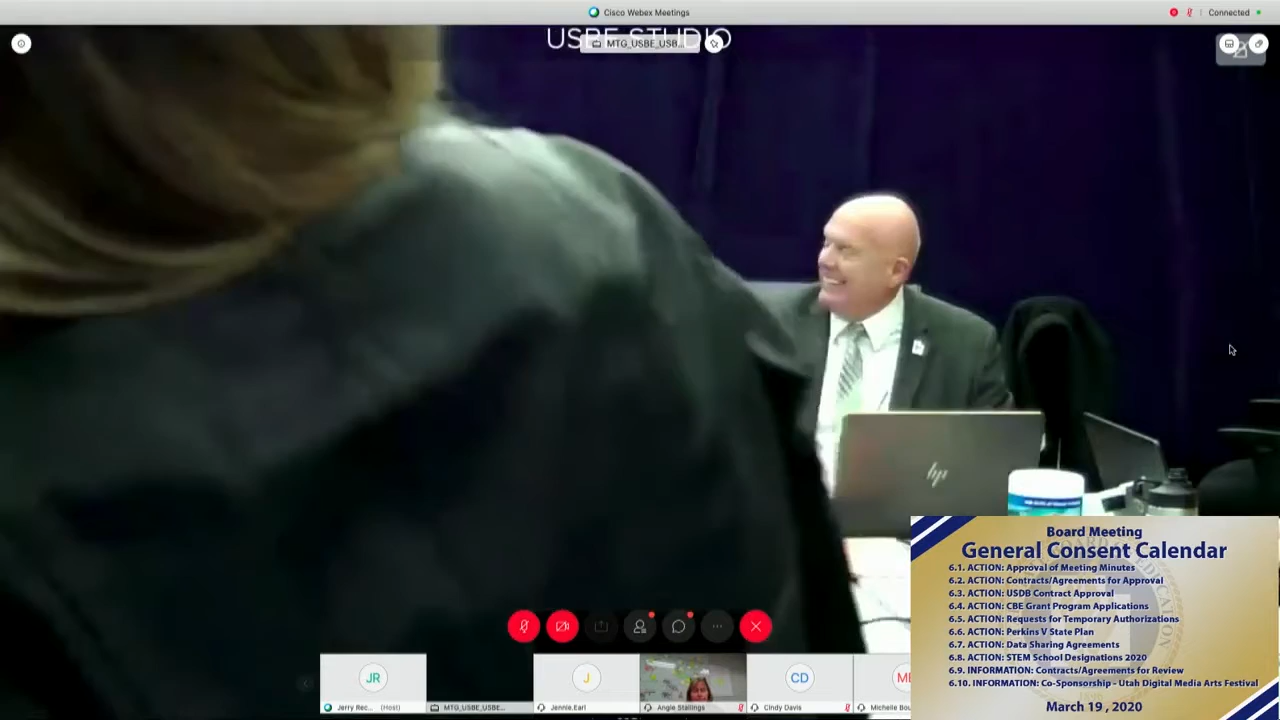 Cisco Webex Meetings
Connected
USBE STUDIO
MTG_USBE_USB...
hp
JR
J
CD
Jerry Rec... (Host)
MTG_USBE_USBE...
Jennie.Earl
Angie Stallings
Cindy Davis
Michelle Bou
Board Meeting
General Consent Calendar
6.1. ACTION: Approval of Meeting Minutes
6.2. ACTION: Contracts/Agreements for Approval
6.3. ACTION: USDB Contract Approval
6.4. ACTION: CBE Grant Program Applications
6.5. ACTION: Requests for Temporary Authorizations
6.6. ACTION: Perkins V State Plan
6.7. ACTION: Data Sharing Agreements
6.8. ACTION: STEM School Designations 2020
6.9. INFORMATION: Contracts/Agreements for Review
6.10. INFORMATION: Co-Sponsorship - Utah Digital Media Arts Festival
March 19 , 2020